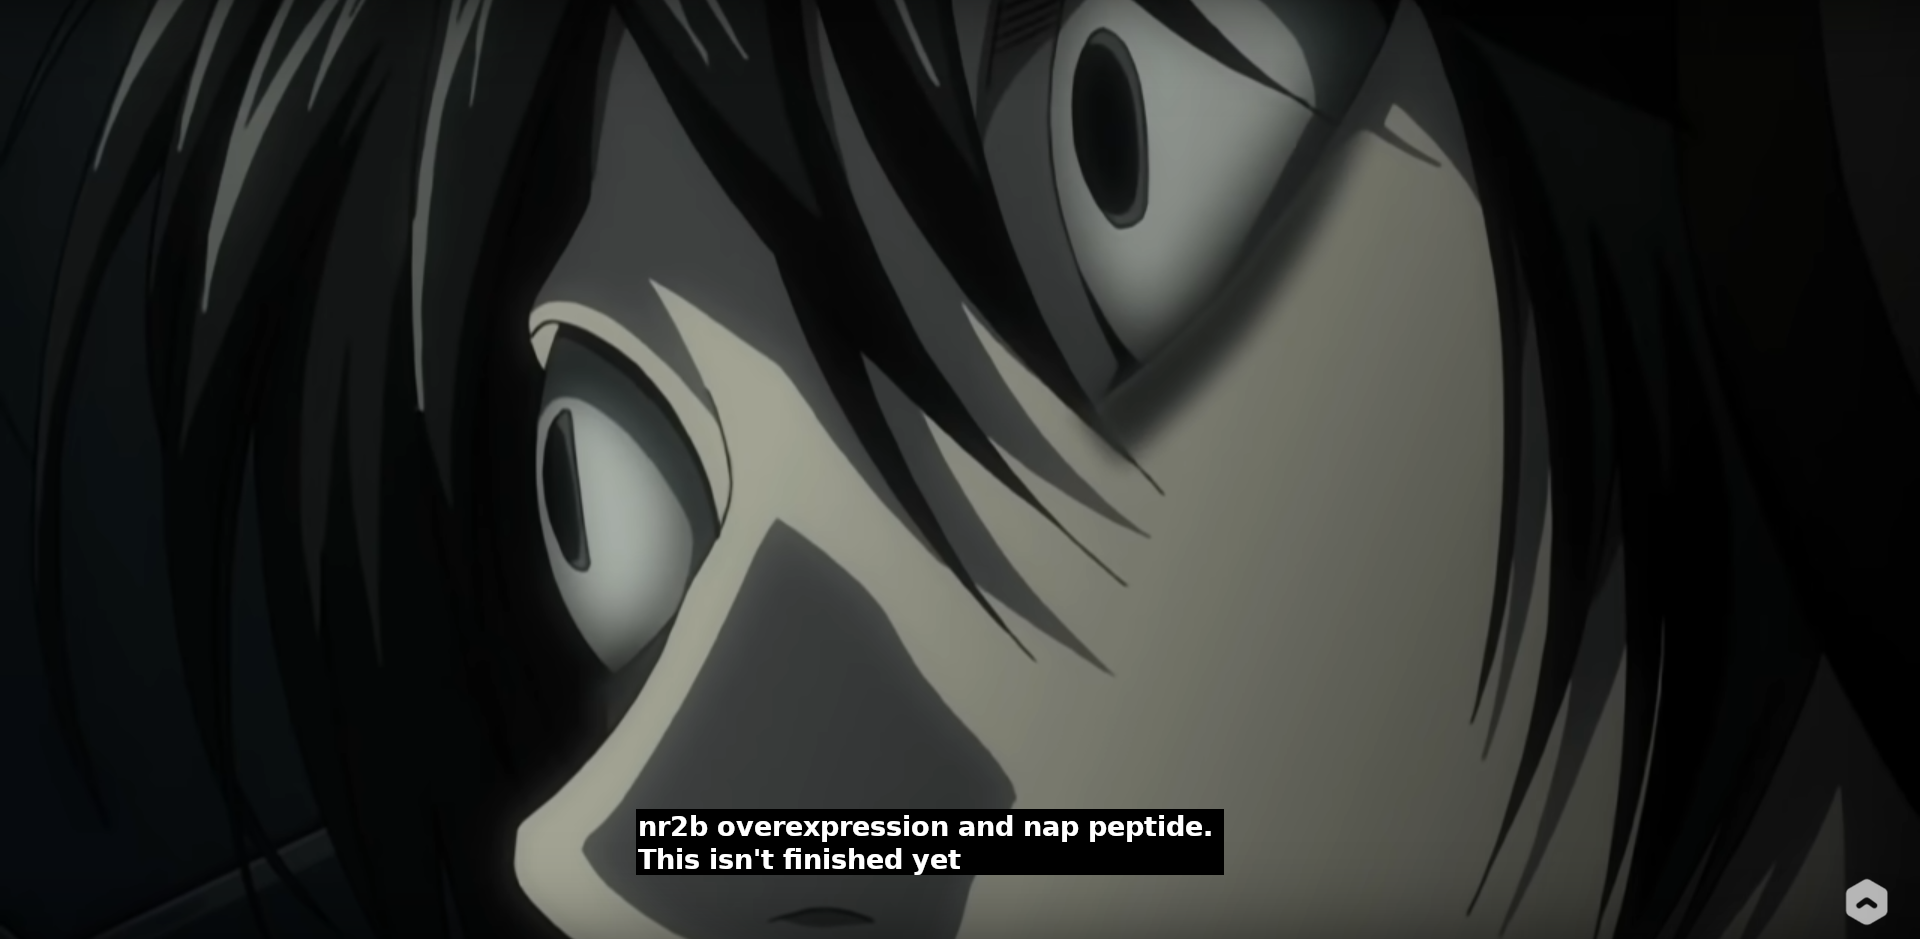 nr2b overexpression and nap peptide.
This isn't finished yet